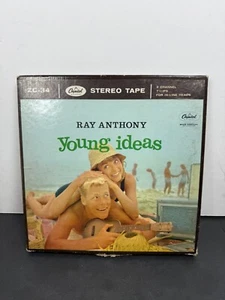 ZC-34
Capitol
STEREO TAPE
RAY ANTHONY
young ideas
Capitol